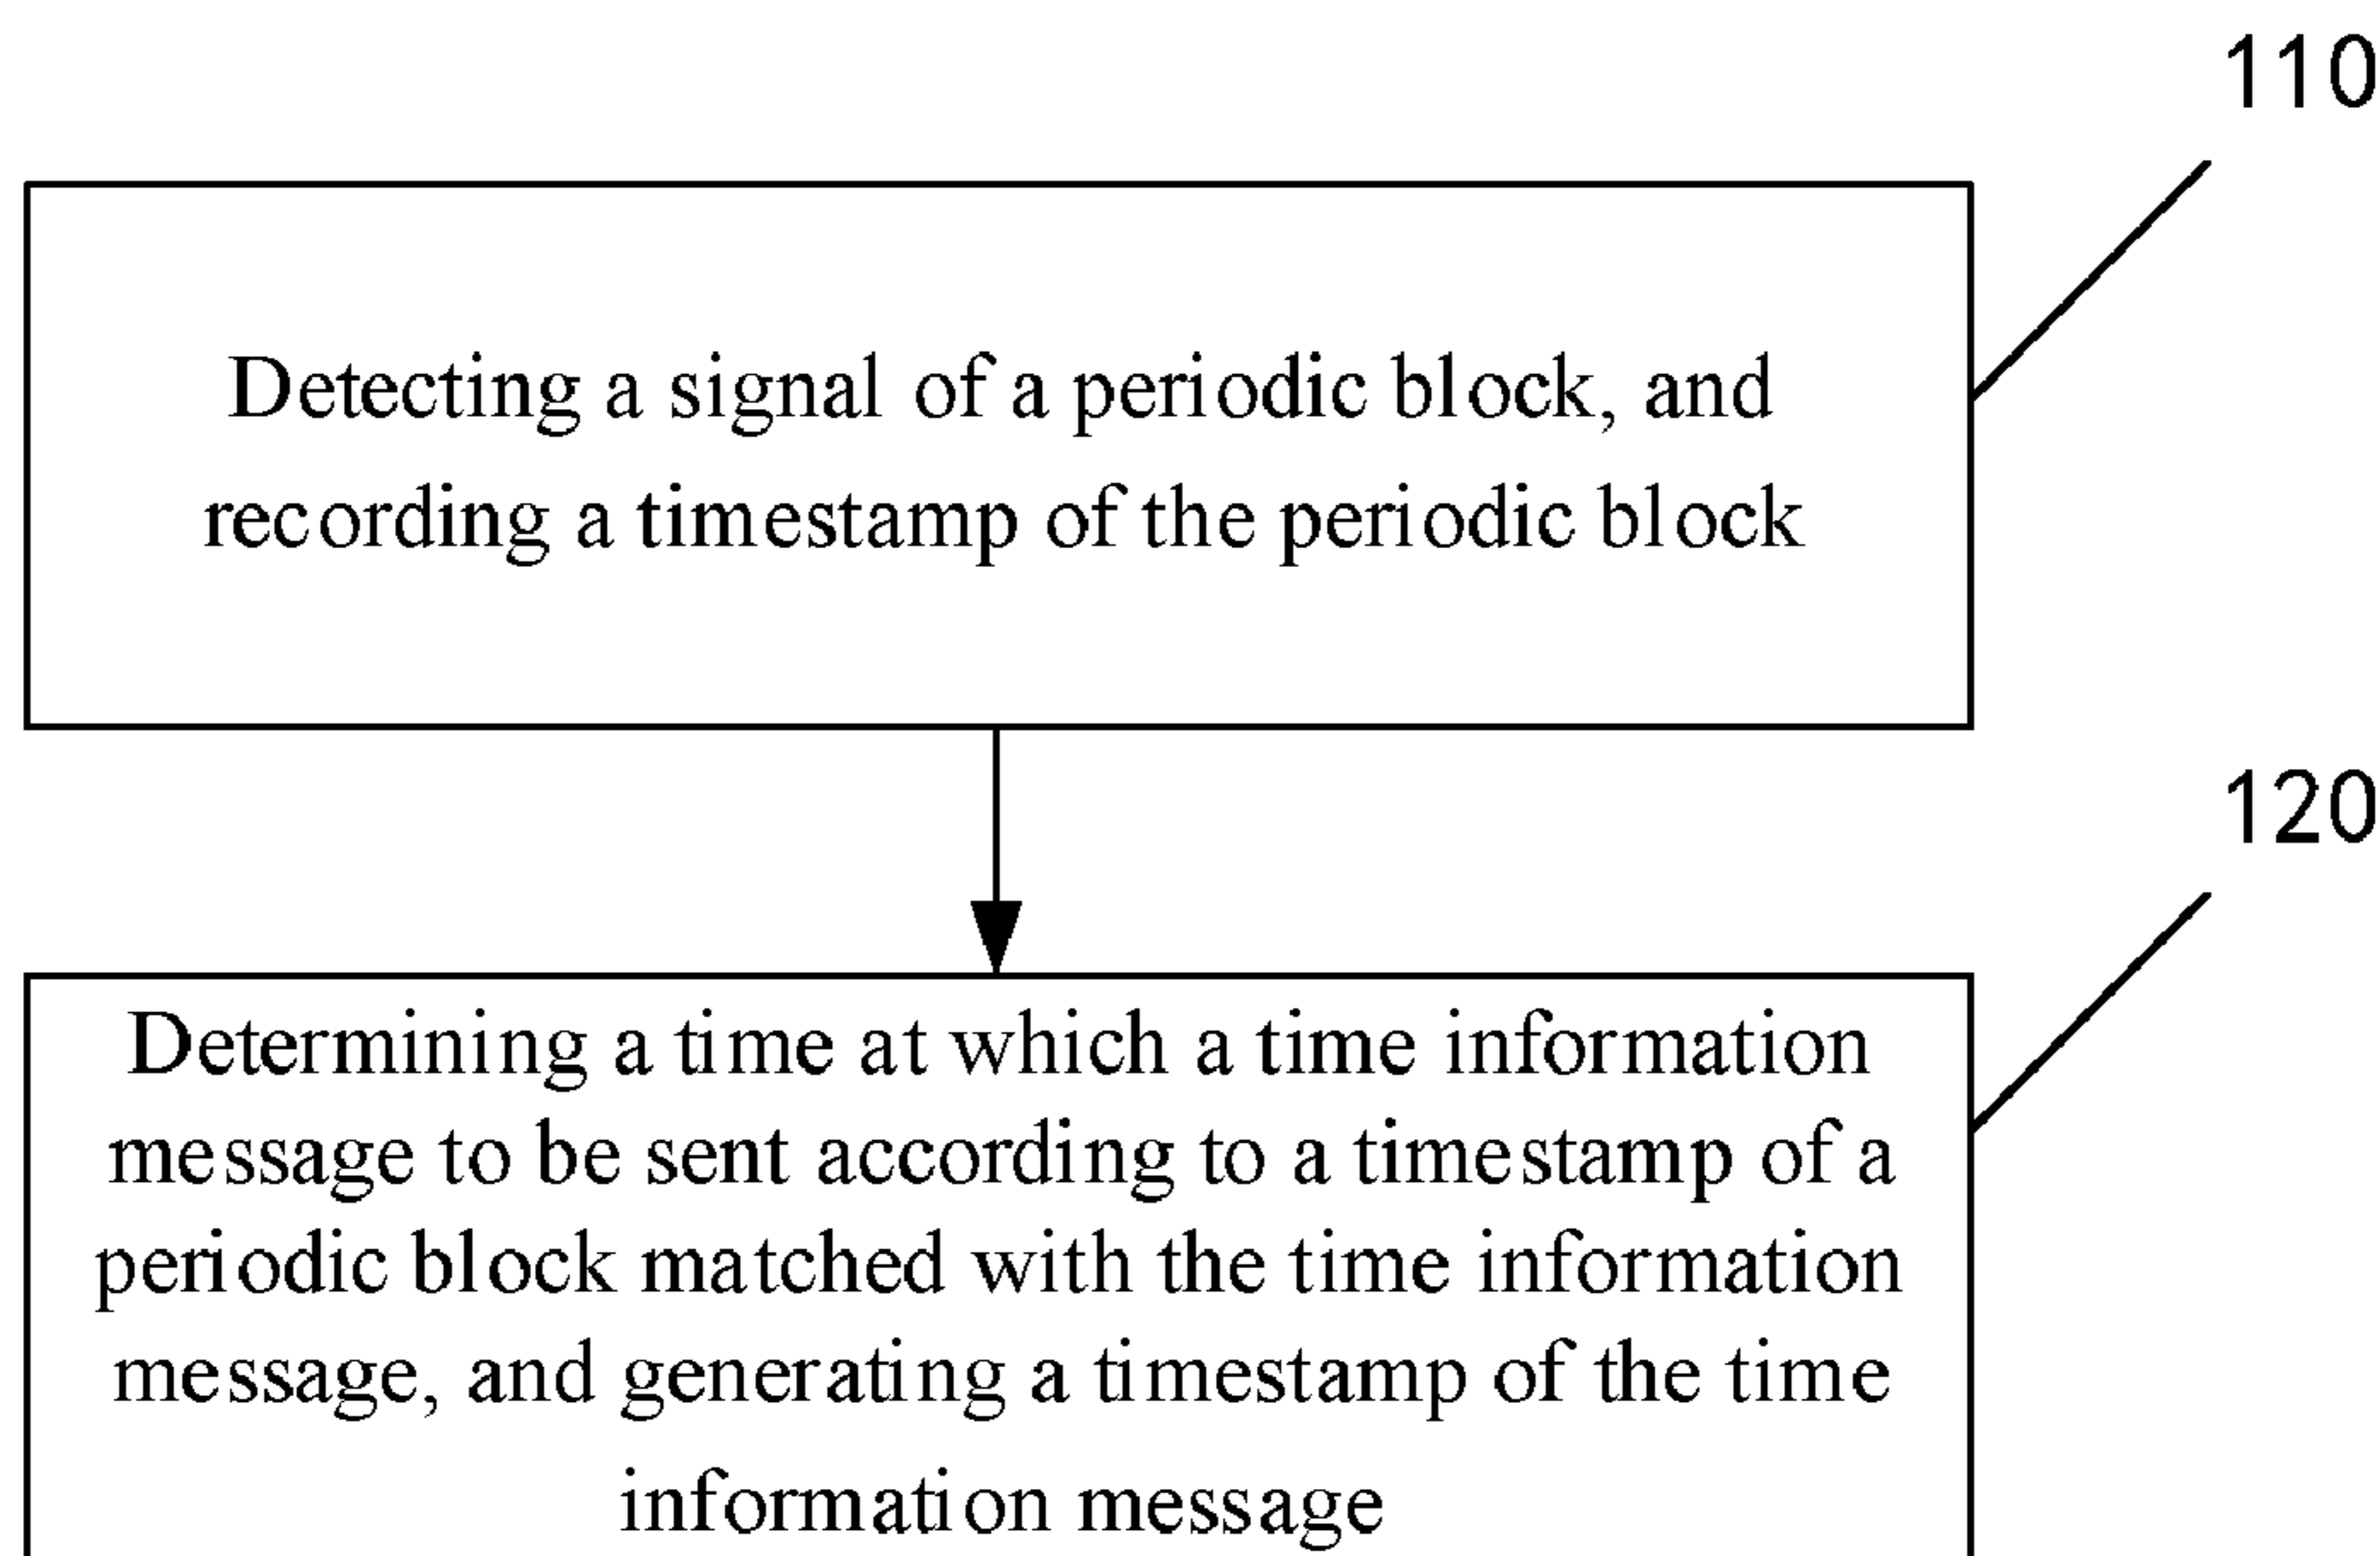 110
Detecting a signal of a periodic block, and
recording a timestamp of the periodic block
120
Determining a time at which a time information
message to be sent according to a timestamp of a
periodic block matched with the time information
message, and generating a timestamp of the time
information message